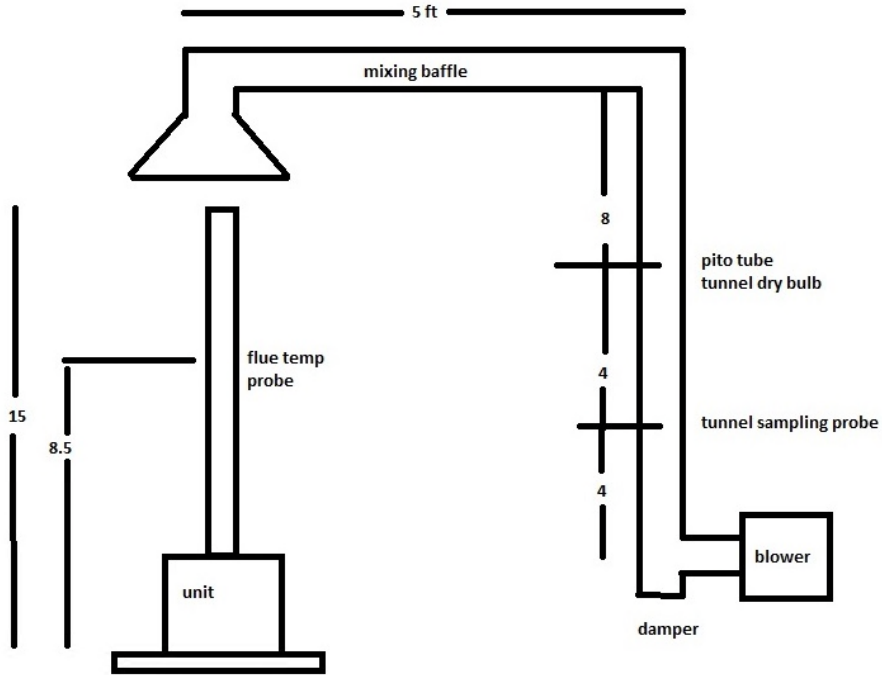 5 ft
mixing baffle
8
pito tube
tunnel dry bulb
flue temp
probe
4
15
tunnel sampling probe
8.5
4
blower
unit
damper